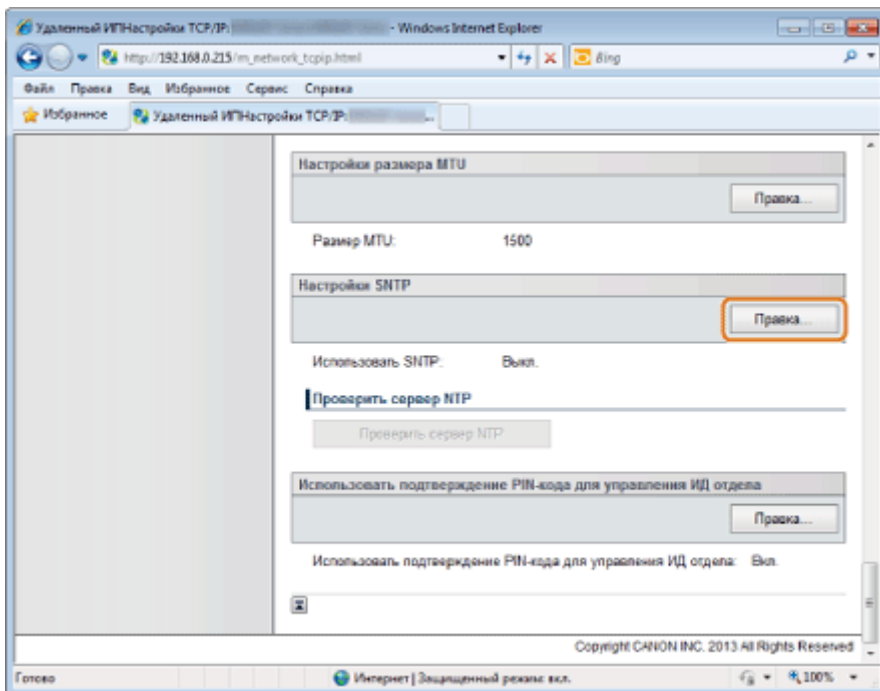 Удаленный ИПНастройки TCP/IP: - Windows Internet Explorer
http://192.168.0.215/m_network_tcpip.html
Bing
Файл Правка Вид Избранное Сервис Справка
Избранное
Удаленный ИПНастройки TCP/IP: ...
Настройки размера MTU
Правка...
Размер MTU: 1500
Настройки SNTP
Правка...
Использовать SNTP: Выкл.
Проверить сервер NTP
Проверить сервер NTP
Использовать подтверждение PIN-кода для управления ИД отдела
Правка...
Использовать подтверждение PIN-кода для управления ИД отдела: Вкл.
Copyright CANON INC. 2013 All Rights Reserved
Готово
Интернет | Защищенный режим: вкл.
100%